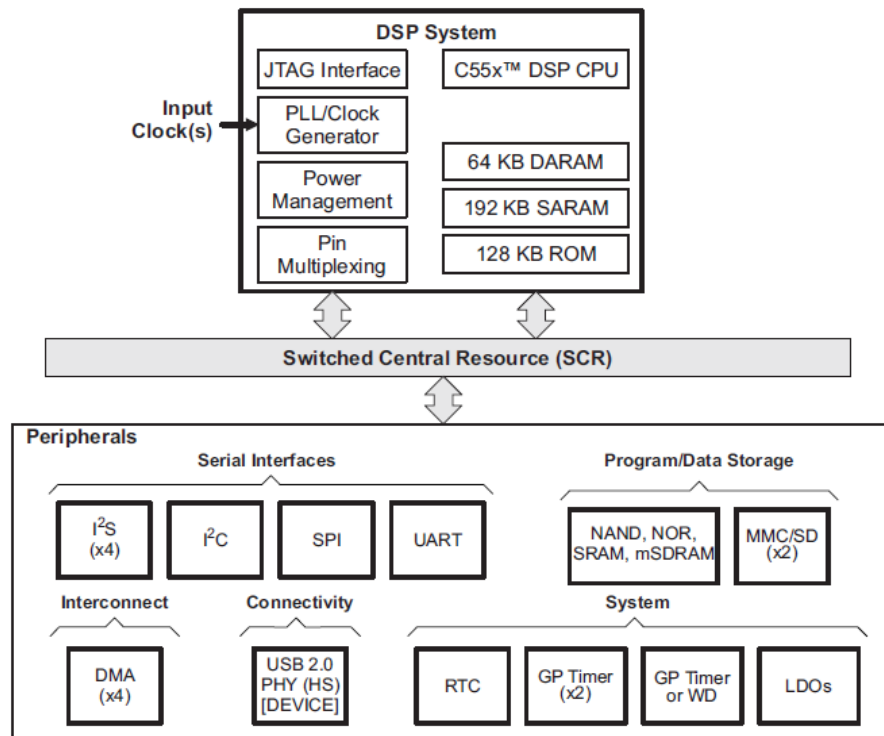 DSP System
JTAG Interface
C55x™ DSP CPU
Input
Clock(s)
PLL/Clock
Generator
64 KB DARAM
Power
Management
192 KB SARAM
Pin
Multiplexing
128 KB ROM
Switched Central Resource (SCR)
Peripherals
Serial Interfaces
Program/Data Storage
I²S
(x4)
I²C
SPI
UART
NAND, NOR,
SRAM, mSDRAM
MMC/SD
(x2)
Interconnect
Connectivity
System
DMA
(x4)
USB 2.0
PHY (HS)
[DEVICE]
RTC
GP Timer
(x2)
GP Timer
or WD
LDOs